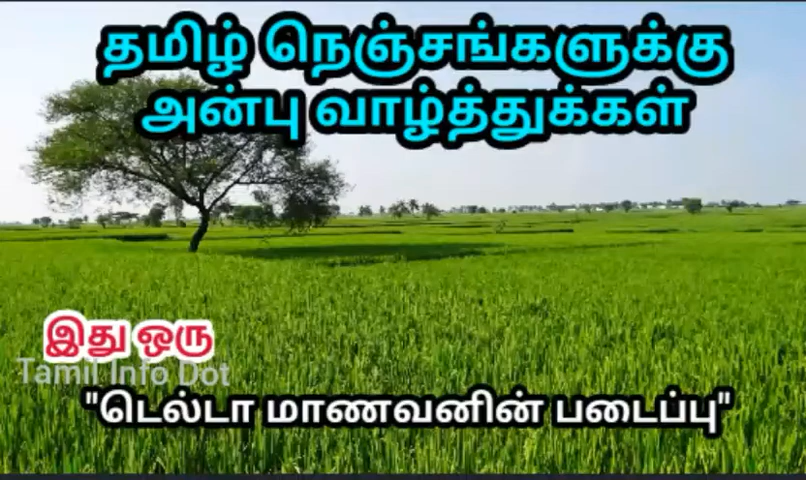 தமிழ் நெஞ்சங்களுக்கு
அன்பு வாழ்த்துக்கள்
இது ஒரு
Tamil Info Dot
"டெல்டா மாணவனின் படைப்பு"